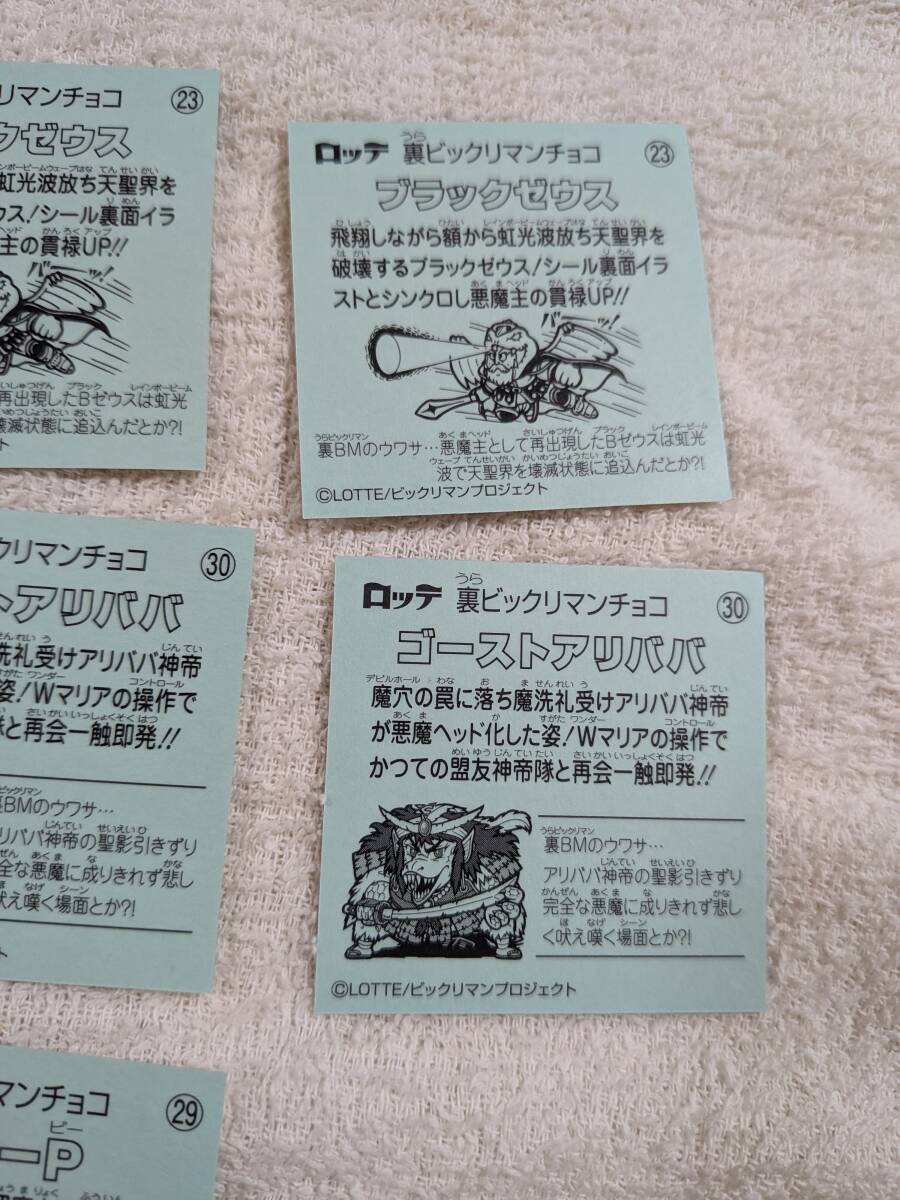 リマンチョコ 23
クゼウス
虹光波放ち天聖界を
ウス!シール裏面イラ
主の貫禄UP!!
バーッ!
再出現したBゼウスは虹光
壊滅状態に追込んだとか?!
ロッテ 裏ビックリマンチョコ 23
ブラックゼウス
飛翔しながら額から虹光波放ち天聖界を
破壊するブラックゼウス!シール裏面イラ
ストとシンクロし悪魔主の貫禄UP!!
バーッ!
裏BMのウワサ…悪魔主として再出現したBゼウスは虹光
波で天聖界を壊滅状態に追込んだとか?!
©LOTTE/ビックリマンプロジェクト
クリマンチョコ 30
トアリババ
洗礼受けアリババ神帝
姿!Wマリアの操作で
隊と再会一触即発!!
裏BMのウワサ…
リババ神帝の聖影引きずり
全な悪魔に成りきれず悲し
吠え嘆く場面とか?!
ロッテ 裏ビックリマンチョコ 30
ゴーストアリババ
魔穴の罠に落ち魔洗礼受けアリババ神帝
が悪魔ヘッド化した姿!Wマリアの操作で
かつての盟友神帝隊と再会一触即発!!
裏BMのウワサ…
アリババ神帝の聖影引きずり
完全な悪魔に成りきれず悲し
く吠え嘆く場面とか?!
©LOTTE/ビックリマンプロジェクト
マンチョコ 29
ーP